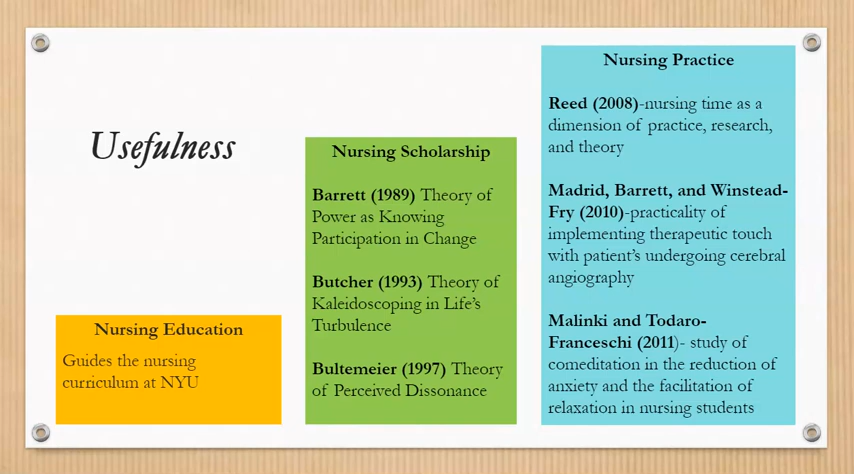 Usefulness
Nursing Education
Guides the nursing
curriculum at NYU
Nursing Scholarship
Barrett (1989) Theory of
Power as Knowing
Participation in Change
Butcher (1993) Theory of
Kaleidoscoping in Life's
Turbulence
Bultemeier (1997) Theory
of Perceived Dissonance
Nursing Practice
Reed (2008)-nursing time as a
dimension of practice, research,
and theory
Madrid, Barrett, and Winstead-
Fry (2010)-practicality of
implementing therapeutic touch
with patient's undergoing cerebral
angiography
Malinki and Todaro-
Franceschi (2011)- study of
comeditation in the reduction of
anxiety and the facilitation of
relaxation in nursing students